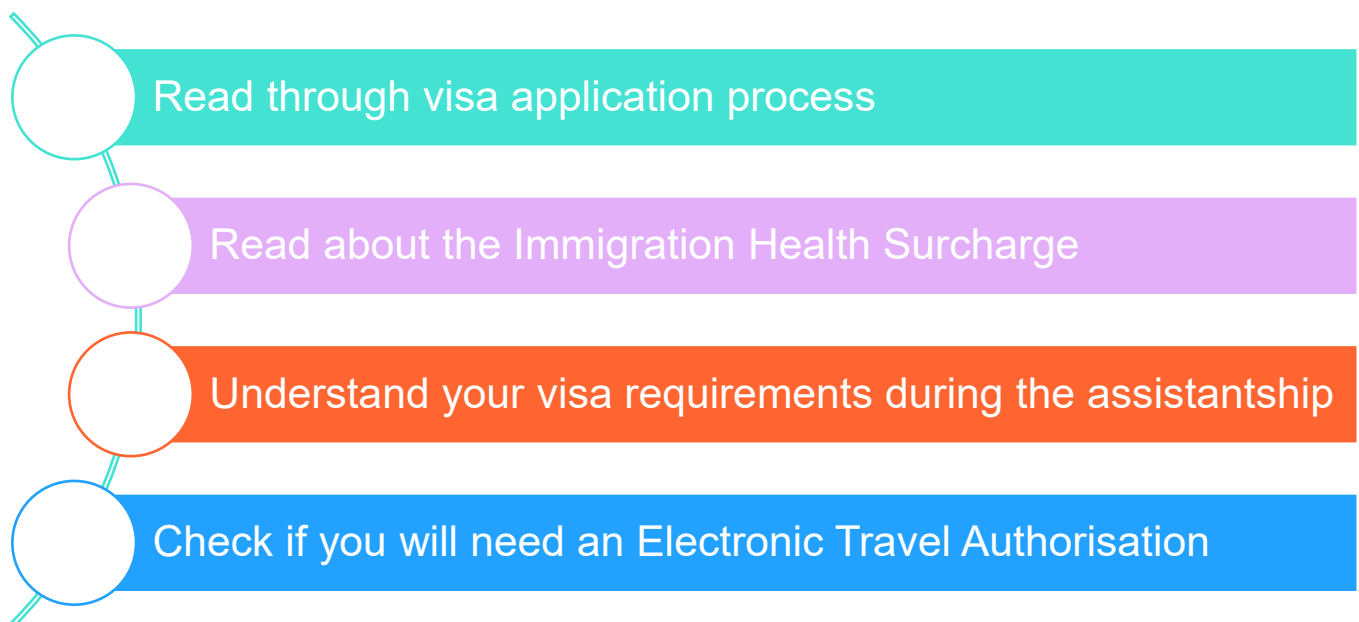 Read through visa application process
Read about the Immigration Health Surcharge
Understand your visa requirements during the assistantship
Check if you will need an Electronic Travel Authorisation